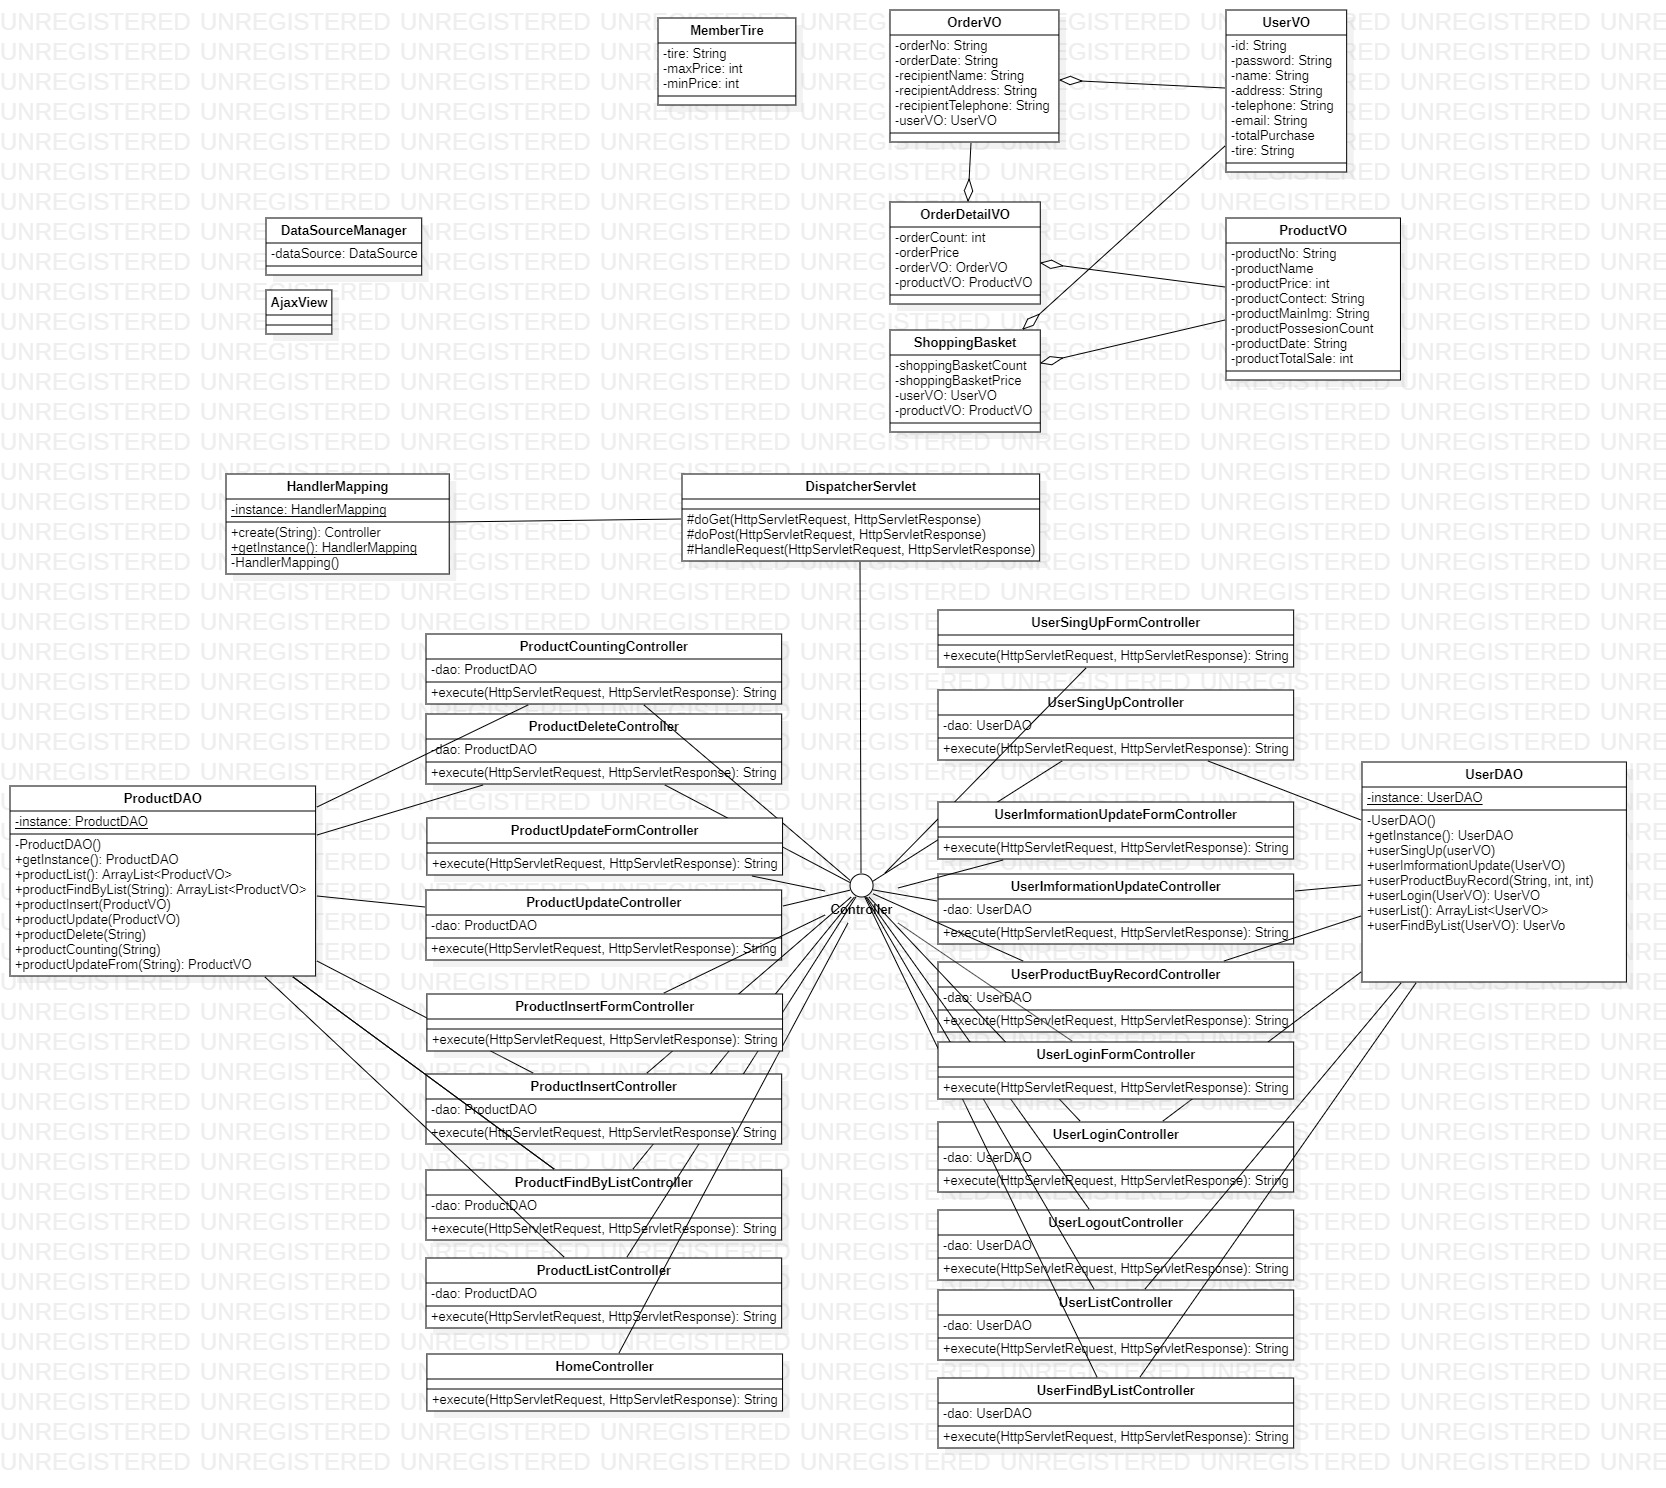 MemberTire
-tire: String
-maxPrice: int
-minPrice: int
OrderVO
-orderNo: String
-orderDate: String
-recipientName: String
-recipientAddress: String
-recipientTelephone: String
-userVO: UserVO
UserVO
-id: String
-password: String
-name: String
-address: String
-telephone: String
-email: String
-totalPurchase
-tire: String
DataSourceManager
-dataSource: DataSource
AjaxView
OrderDetailVO
-orderCount: int
-orderPrice
-orderVO: OrderVO
-productVO: ProductVO
ProductVO
-productNo: String
-productName
-productPrice: int
-productContect: String
-productMainImg: String
-productPossesionCount
-productDate: String
-productTotalSale: int
ShoppingBasket
-shoppingBasketCount
-shoppingBasketPrice
-userVO: UserVO
-productVO: ProductVO
HandlerMapping
-instance: HandlerMapping
+create(String): Controller
+getInstance(): HandlerMapping
-HandlerMapping()
DispatcherServlet
#doGet(HttpServletRequest, HttpServletResponse)
#doPost(HttpServletRequest, HttpServletResponse)
#HandleRequest(HttpServletRequest, HttpServletResponse)
ProductDAO
-instance: ProductDAO
-ProductDAO()
+getInstance(): ProductDAO
+productList(): ArrayList<ProductVO>
+productFindByList(String): ArrayList<ProductVO>
+productInsert(ProductVO)
+productUpdate(ProductVO)
+productDelete(String)
+productCounting(String)
+productUpdateFrom(String): ProductVO
ProductCountingController
-dao: ProductDAO
+execute(HttpServletRequest, HttpServletResponse): String
ProductDeleteController
-dao: ProductDAO
+execute(HttpServletRequest, HttpServletResponse): String
ProductUpdateFormController
+execute(HttpServletRequest, HttpServletResponse): String
ProductUpdateController
-dao: ProductDAO
+execute(HttpServletRequest, HttpServletResponse): String
ProductInsertFormController
+execute(HttpServletRequest, HttpServletResponse): String
ProductInsertController
-dao: ProductDAO
+execute(HttpServletRequest, HttpServletResponse): String
ProductFindByListController
-dao: ProductDAO
+execute(HttpServletRequest, HttpServletResponse): String
ProductListController
-dao: ProductDAO
+execute(HttpServletRequest, HttpServletResponse): String
HomeController
+execute(HttpServletRequest, HttpServletResponse): String
Controller
UserSingUpFormController
+execute(HttpServletRequest, HttpServletResponse): String
UserSingUpController
-dao: UserDAO
+execute(HttpServletRequest, HttpServletResponse): String
UserImformationUpdateFormController
+execute(HttpServletRequest, HttpServletResponse): String
UserImformationUpdateController
-dao: UserDAO
+execute(HttpServletRequest, HttpServletResponse): String
UserProductBuyRecordController
-dao: UserDAO
+execute(HttpServletRequest, HttpServletResponse): String
UserLoginFormController
+execute(HttpServletRequest, HttpServletResponse): String
UserLoginController
-dao: UserDAO
+execute(HttpServletRequest, HttpServletResponse): String
UserLogoutController
-dao: UserDAO
+execute(HttpServletRequest, HttpServletResponse): String
UserListController
-dao: UserDAO
+execute(HttpServletRequest, HttpServletResponse): String
UserFindByListController
-dao: UserDAO
+execute(HttpServletRequest, HttpServletResponse): String
UserDAO
-instance: UserDAO
-UserDAO()
+getInstance(): UserDAO
+userSingUp(userVO)
+userImformationUpdate(UserVO)
+userProductBuyRecord(String, int, int)
+userLogin(UserVO): UserVO
+userList(): ArrayList<UserVO>
+userFindByList(UserVO): UserVo